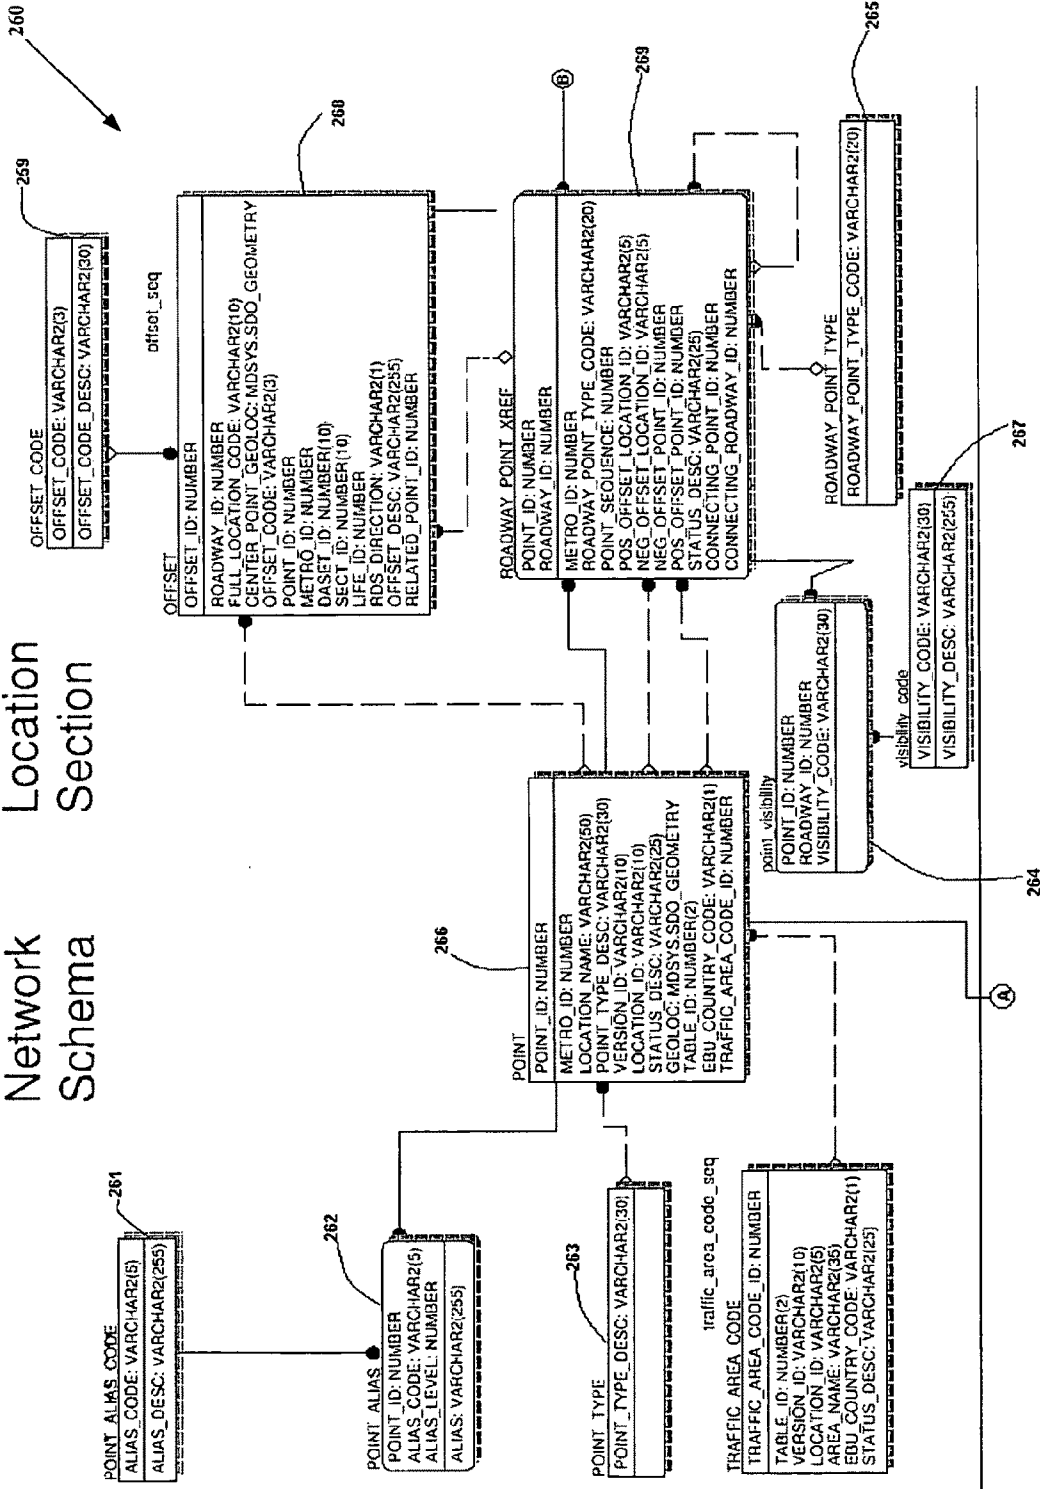 Network
Schema
Location
Section
260
POINT_ALIAS_CODE
ALIAS_CODE: VARCHAR2(5)
ALIAS_DESC: VARCHAR2(255)
261
POINT_ALIAS
POINT_ID: NUMBER
ALIAS_CODE: VARCHAR2(5)
ALIAS_LEVEL: NUMBER
ALIAS: VARCHAR2(255)
262
POINT_TYPE
POINT_TYPE_DESC: VARCHAR2(30)
263
traffic_area_code_seq
TRAFFIC_AREA_CODE
TRAFFIC_AREA_CODE_ID: NUMBER
TABLE_ID: NUMBER(2)
VERSION_ID: VARCHAR2(10)
LOCATION_ID: VARCHAR2(5)
AREA_NAME: VARCHAR2(35)
EBU_COUNTRY_CODE: VARCHAR2(1)
STATUS_DESC: VARCHAR2(25)
266
POINT
POINT_ID: NUMBER
METRO_ID: NUMBER
LOCATION_NAME: VARCHAR2(50)
POINT_TYPE_DESC: VARCHAR2(30)
VERSION_ID: VARCHAR2(10)
LOCATION_ID: VARCHAR2(10)
STATUS_DESC: VARCHAR2(25)
GEOLOC: MDSYS.SDO_GEOMETRY
TABLE_ID: NUMBER(2)
EBU_COUNTRY_CODE: VARCHAR2(1)
TRAFFIC_AREA_CODE_ID: NUMBER
A
OFFSET_CODE
OFFSET_CODE: VARCHAR2(3)
OFFSET_CODE_DESC: VARCHAR2(30)
259
offset_seq
OFFSET
OFFSET_ID: NUMBER
ROADWAY_ID: NUMBER
FULL_LOCATION_CODE: VARCHAR2(10)
CENTER_POINT_GEOLOC: MDSYS.SDO_GEOMETRY
OFFSET_CODE: VARCHAR2(3)
POINT_ID: NUMBER
METRO_ID: NUMBER
DASET_ID: NUMBER(10)
SECT_ID: NUMBER(10)
LIFE_ID: NUMBER
RDS_DIRECTION: VARCHAR2(1)
OFFSET_DESC: VARCHAR2(255)
RELATED_POINT_ID: NUMBER
268
ROADWAY_POINT_XREF
POINT_ID: NUMBER
ROADWAY_ID: NUMBER
METRO_ID: NUMBER
ROADWAY_POINT_TYPE_CODE: VARCHAR2(20)
POINT_SEQUENCE: NUMBER
POS_OFFSET_LOCATION_ID: VARCHAR2(5)
NEG_OFFSET_LOCATION_ID: VARCHAR2(5)
NEG_OFFSET_POINT_ID: NUMBER
POS_OFFSET_POINT_ID: NUMBER
STATUS_DESC: VARCHAR2(25)
CONNECTING_POINT_ID: NUMBER
CONNECTING_ROADWAY_ID: NUMBER
B
269
point_visibility
POINT_ID: NUMBER
ROADWAY_ID: NUMBER
VISIBILITY_CODE: VARCHAR2(30)
264
ROADWAY_POINT_TYPE
ROADWAY_POINT_TYPE_CODE: VARCHAR2(20)
265
visibility_code
VISIBILITY_CODE: VARCHAR2(30)
VISIBILITY_DESC: VARCHAR2(255)
267